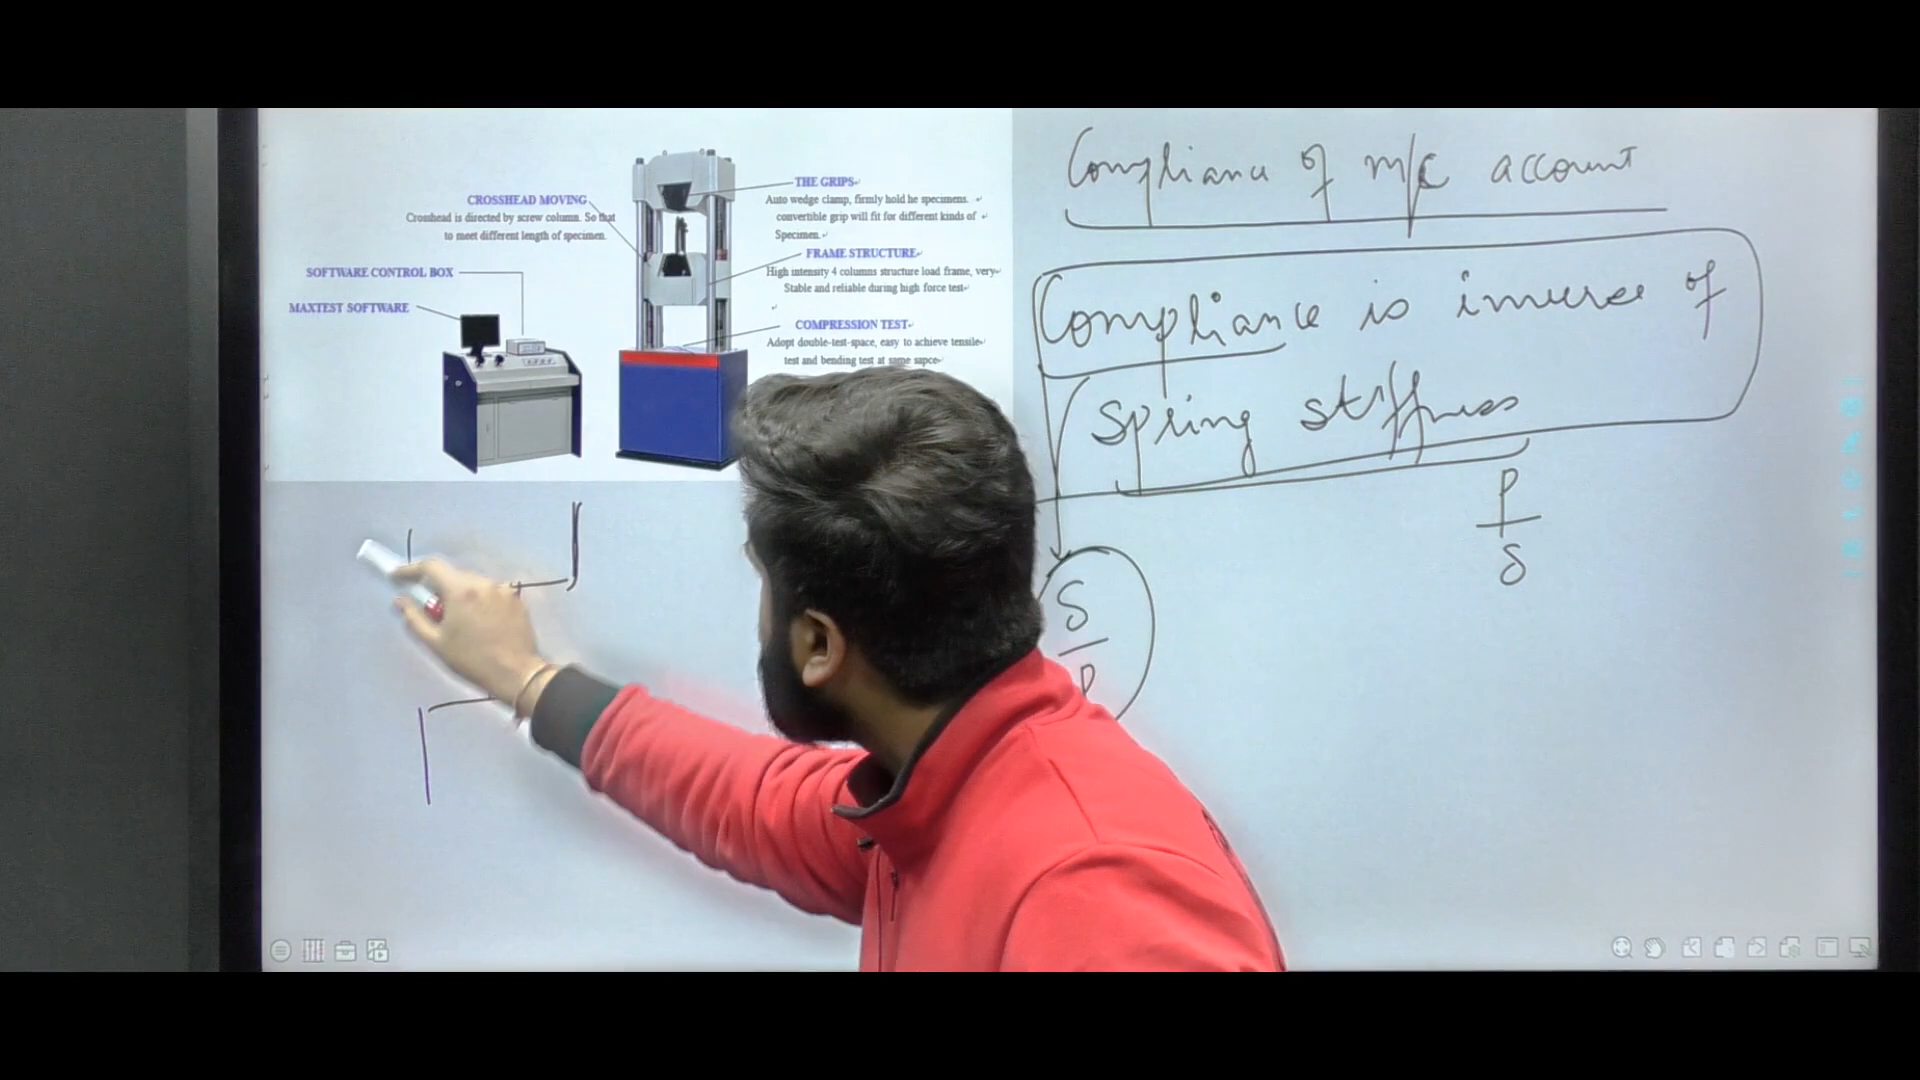 CROSSHEAD MOVING
Crosshead is directed by screw column. So that
to meet different length of specimen.
SOFTWARE CONTROL BOX
MAXTEST SOFTWARE
THE GRIPS
Auto wedge clamp, firmly hold he specimens.
convertible grip will fit for different kinds of
Specimen.
FRAME STRUCTURE
High intensity 4 columns structure load frame, very
Stable and reliable during high force test
COMPRESSION TEST
Adopt double-test-space, easy to achieve tensile
test and bending test at same sapce
Compliance of m/c account
Compliance is inverse of
Spring stiffness
P
δ
δ
P